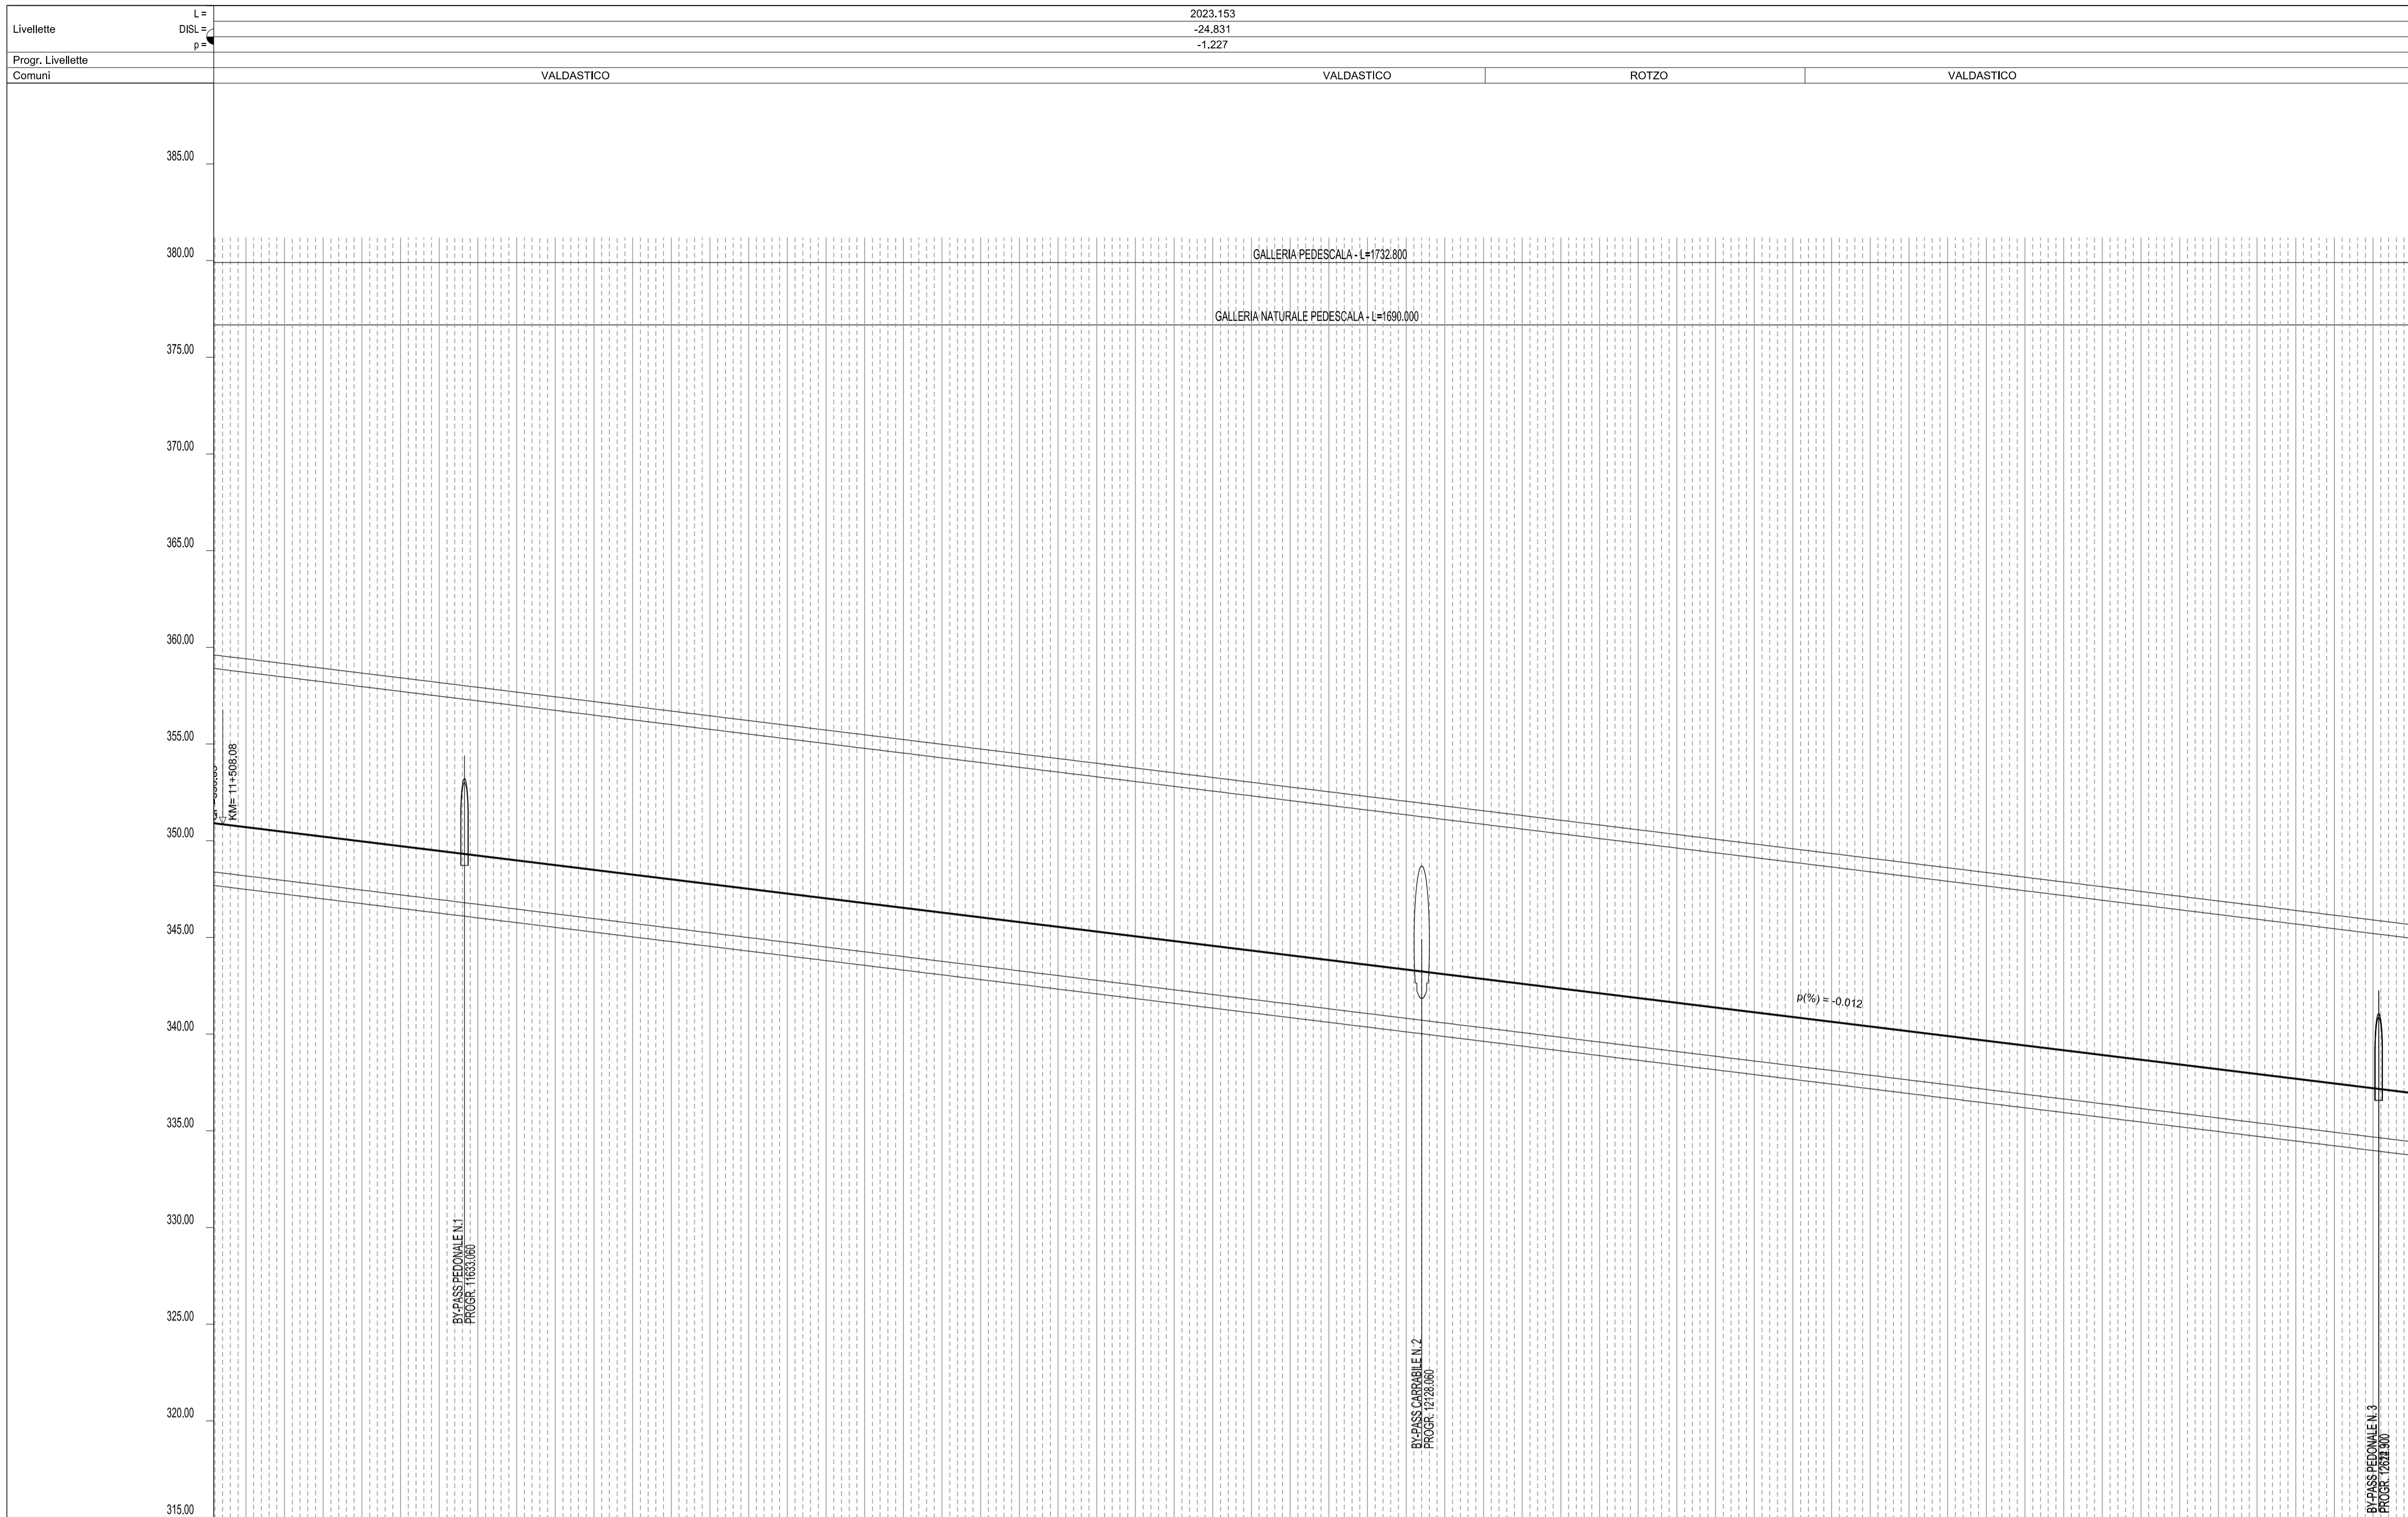 L =
2023.153
Livellette
DISL =
-24.831
p =
-1.227
Progr. Livellette
Comuni
VALDASTICO
VALDASTICO
ROTZO
VALDASTICO
385.00
380.00
GALLERIA PEDESCALA - L=1732.800
GALLERIA NATURALE PEDESCALA - L=1690.000
375.00
370.00
365.00
360.00
355.00
KM= 11+508,08
350.00
345.00
p(%) = -0.012
340.00
335.00
330.00
BY-PASS PEDONALE N.1
PROGR. 11633.060
325.00
BY-PASS CARRABILE N. 2
PROGR. 12128.060
320.00
BY-PASS PEDONALE N. 3
PROGR.
315.00